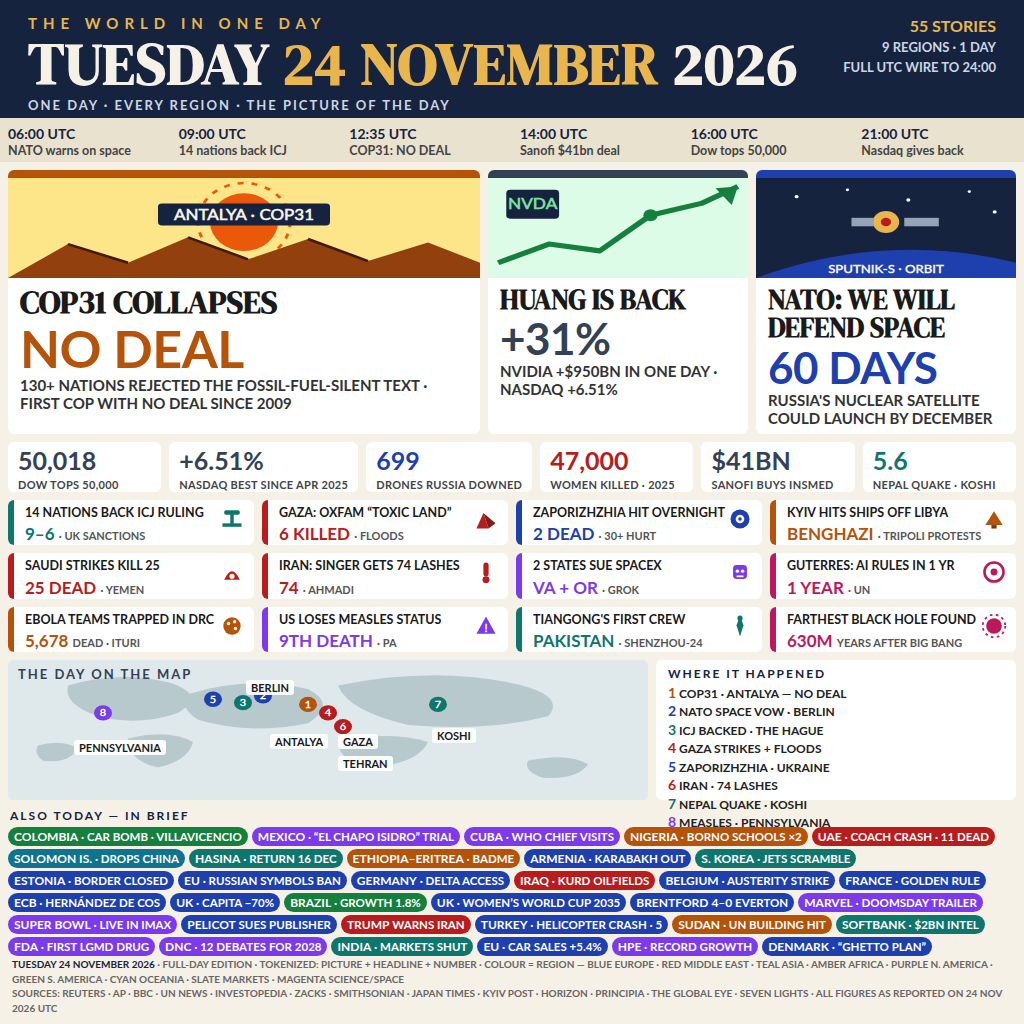 THE WORLD IN ONE DAY
TUESDAY 24 NOVEMBER 2026
ONE DAY · EVERY REGION · THE PICTURE OF THE DAY
55 STORIES
9 REGIONS · 1 DAY
FULL UTC WIRE TO 24:00
06:00 UTC
NATO warns on space
09:00 UTC
14 nations back ICJ
12:35 UTC
COP31: NO DEAL
14:00 UTC
Sanofi $41bn deal
16:00 UTC
Dow tops 50,000
21:00 UTC
Nasdaq gives back
ANTALYA · COP31
COP31 COLLAPSES
NO DEAL
130+ NATIONS REJECTED THE FOSSIL-FUEL-SILENT TEXT ·
FIRST COP WITH NO DEAL SINCE 2009
NVDA
HUANG IS BACK
+31%
NVIDIA +$950BN IN ONE DAY ·
NASDAQ +6.51%
SPUTNIK-S · ORBIT
NATO: WE WILL
DEFEND SPACE
60 DAYS
RUSSIA'S NUCLEAR SATELLITE
COULD LAUNCH BY DECEMBER
50,018
DOW TOPS 50,000
+6.51%
NASDAQ BEST SINCE APR 2025
699
DRONES RUSSIA DOWNED
47,000
WOMEN KILLED · 2025
$41BN
SANOFI BUYS INSMED
5.6
NEPAL QUAKE · KOSHI
14 NATIONS BACK ICJ RULING
9–6 · UK SANCTIONS
GAZA: OXFAM “TOXIC LAND”
6 KILLED · FLOODS
ZAPORIZHZHIA HIT OVERNIGHT
2 DEAD · 30+ HURT
KYIV HITS SHIPS OFF LIBYA
BENGHAZI · TRIPOLI PROTESTS
SAUDI STRIKES KILL 25
25 DEAD · YEMEN
IRAN: SINGER GETS 74 LASHES
74 · AHMADI
2 STATES SUE SPACEX
VA + OR · GROK
GUTERRES: AI RULES IN 1 YR
1 YEAR · UN
EBOLA TEAMS TRAPPED IN DRC
5,678 DEAD · ITURI
US LOSES MEASLES STATUS
9TH DEATH · PA
TIANGONG'S FIRST CREW
PAKISTAN · SHENZHOU-24
FARTHEST BLACK HOLE FOUND
630M YEARS AFTER BIG BANG
THE DAY ON THE MAP
BERLIN
5
3
2
1
4
6
7
8
PENNSYLVANIA
ANTALYA
GAZA
KOSHI
TEHRAN
WHERE IT HAPPENED
1 COP31 · ANTALYA — NO DEAL
2 NATO SPACE VOW · BERLIN
3 ICJ BACKED · THE HAGUE
4 GAZA STRIKES + FLOODS
5 ZAPORIZHZHIA · UKRAINE
6 IRAN · 74 LASHES
7 NEPAL QUAKE · KOSHI
8 MEASLES · PENNSYLVANIA
ALSO TODAY — IN BRIEF
COLOMBIA · CAR BOMB · VILLAVICENCIO
MEXICO · “EL CHAPO ISIDRO” TRIAL
CUBA · WHO CHIEF VISITS
NIGERIA · BORNO SCHOOLS ×2
UAE · COACH CRASH · 11 DEAD
SOLOMON IS. · DROPS CHINA
HASINA · RETURN 16 DEC
ETHIOPIA–ERITREA · BADME
ARMENIA · KARABAKH OUT
S. KOREA · JETS SCRAMBLE
ESTONIA · BORDER CLOSED
EU · RUSSIAN SYMBOLS BAN
GERMANY · DELTA ACCESS
IRAQ · KURD OILFIELDS
BELGIUM · AUSTERITY STRIKE
FRANCE · GOLDEN RULE
ECB · HERNÁNDEZ DE COS
UK · CAPITA –70%
BRAZIL · GROWTH 1.8%
UK · WOMEN’S WORLD CUP 2035
BRENTFORD 4–0 EVERTON
MARVEL · DOOMSDAY TRAILER
SUPER BOWL · LIVE IN IMAX
PELICOT SUES PUBLISHER
TRUMP WARNS IRAN
TURKEY · HELICOPTER CRASH · 5
SUDAN · UN BUILDING HIT
SOFTBANK · $2BN INTEL
FDA · FIRST LGMD DRUG
DNC · 12 DEBATES FOR 2028
INDIA · MARKETS SHUT
EU · CAR SALES +5.4%
HPE · RECORD GROWTH
DENMARK · “GHETTO PLAN”
TUESDAY 24 NOVEMBER 2026 · FULL-DAY EDITION · TOKENIZED: PICTURE + HEADLINE + NUMBER · COLOUR = REGION — BLUE EUROPE · RED MIDDLE EAST · TEAL ASIA · AMBER AFRICA · PURPLE N. AMERICA ·
GREEN S. AMERICA · CYAN OCEANIA · SLATE MARKETS · MAGENTA SCIENCE/SPACE
SOURCES: REUTERS · AP · BBC · UN NEWS · INVESTOPEDIA · ZACKS · SMITHSONIAN · JAPAN TIMES · KYIV POST · HORIZON · PRINCIPIA · THE GLOBAL EYE · SEVEN LIGHTS · ALL FIGURES AS REPORTED ON 24 NOV
2026 UTC